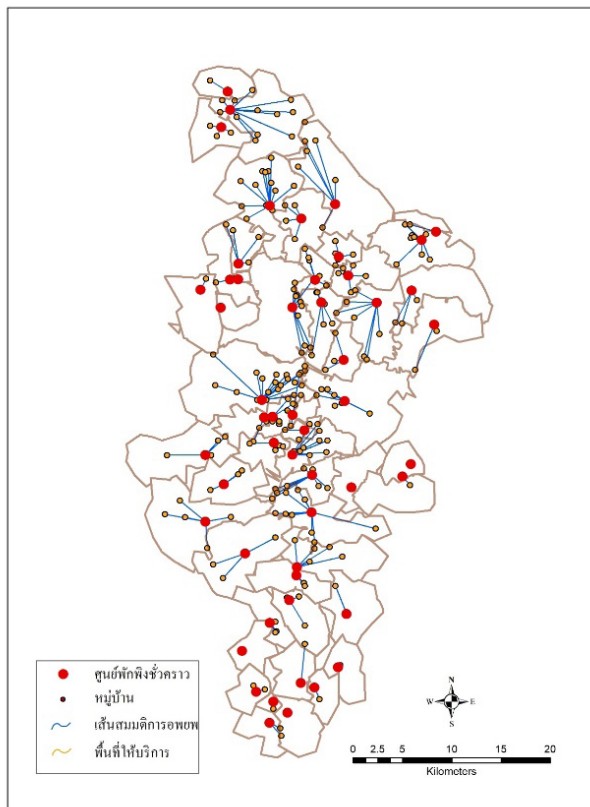 ศูนย์พักพิงชั่วคราว
หมู่บ้าน
เส้นสมมติการอพยพ
พื้นที่ให้บริการ
N
W E
S
0 2.5 5 10 15 20
Kilometers